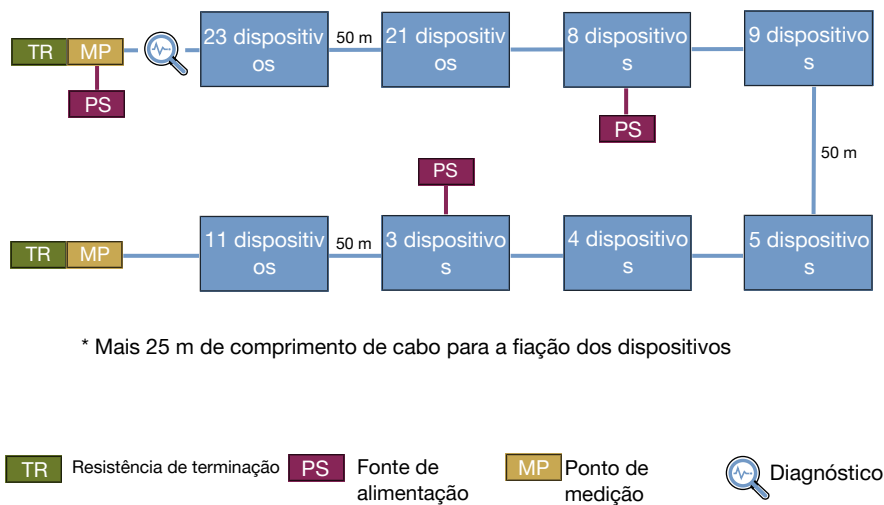 23 dispositiv
os
50 m
21 dispositiv
os
8 dispositivo
s
9 dispositivo
s
TR
MP
PS
PS
50 m
PS
11 dispositiv
os
50 m
3 dispositivo
s
4 dispositivo
s
5 dispositivo
s
TR
MP
* Mais 25 m de comprimento de cabo para a fiação dos dispositivos
TR
Resistência de terminação
PS
Fonte de
alimentação
MP
Ponto de
medição
Diagnóstico